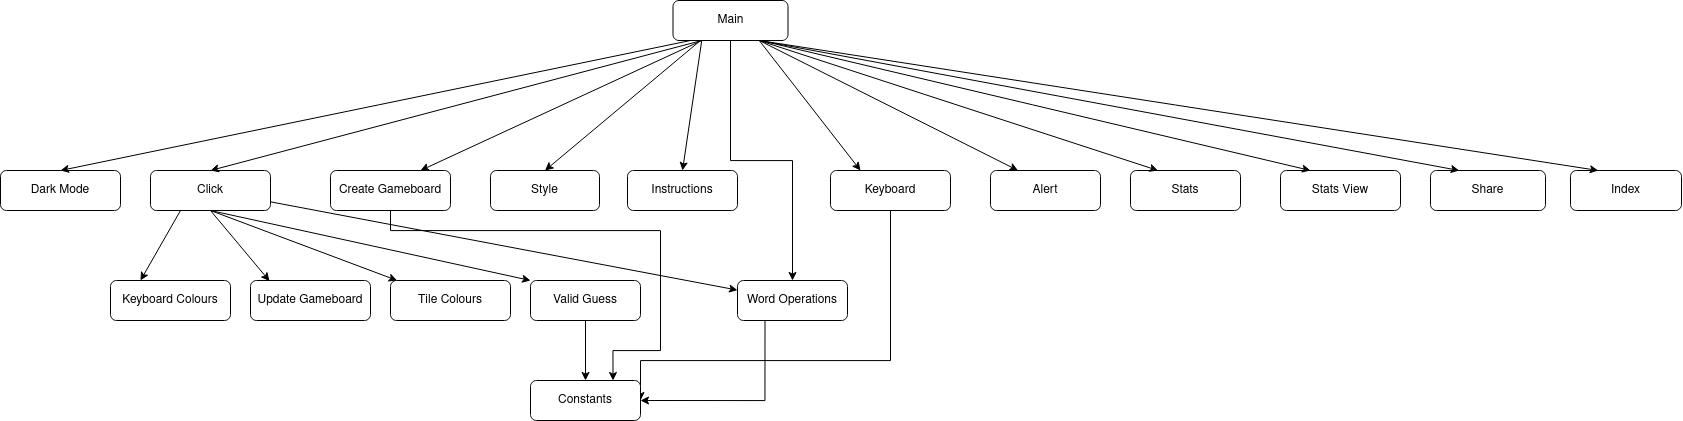 Main
Dark Mode
Click
Create Gameboard
Style
Instructions
Keyboard
Alert
Stats
Stats View
Share
Index
Keyboard Colours
Update Gameboard
Tile Colours
Valid Guess
Word Operations
Constants